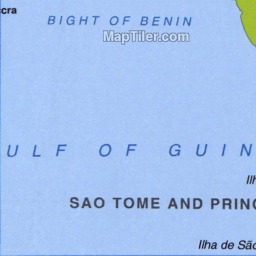 cra
BIGHT OF BENIN
MapTiler.com
ULF OF GUIN
Ilh
SAO TOME AND PRINC
Ilha de São